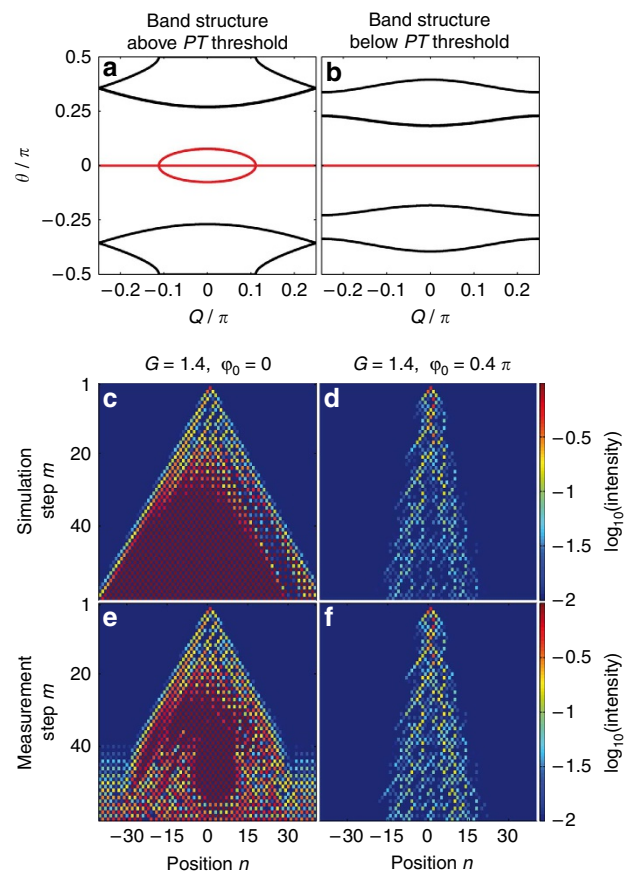 Band structure
above PT threshold
Band structure
below PT threshold
a
b
0.5
0.25
0
−0.25
−0.5
θ / π
−0.2 −0.1 0 0.1 0.2
−0.2 −0.1 0 0.1 0.2
Q / π
Q / π
G = 1.4, φ0 = 0
G = 1.4, φ0 = 0.4 π
c
d
1
20
40
Simulation
step m
−0.5
−1
−1.5
−2
log10(intensity)
e
f
1
20
40
Measurement
step m
−0.5
−1
−1.5
−2
log10(intensity)
−30 −15 0 15 30
−30 −15 0 15 30
Position n
Position n